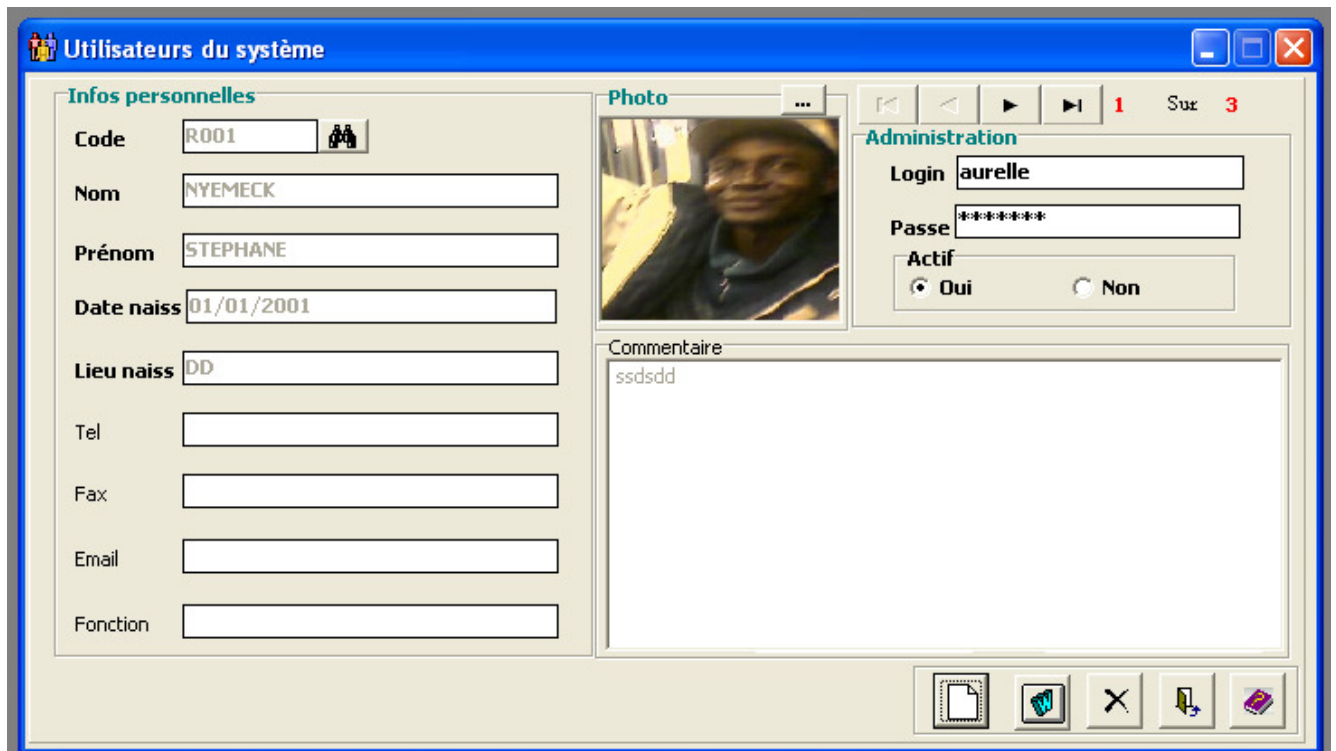 Utilisateurs du système
Infos personnelles
Code R001
Nom NYEMECK
Prénom STEPHANE
Date naiss 01/01/2001
Lieu naiss DD
Tel
Fax
Email
Fonction
Photo ...
1 Sur 3
Administration
Login aurelle
Passe *******
Actif
Oui Non
Commentaire
ssdsdd